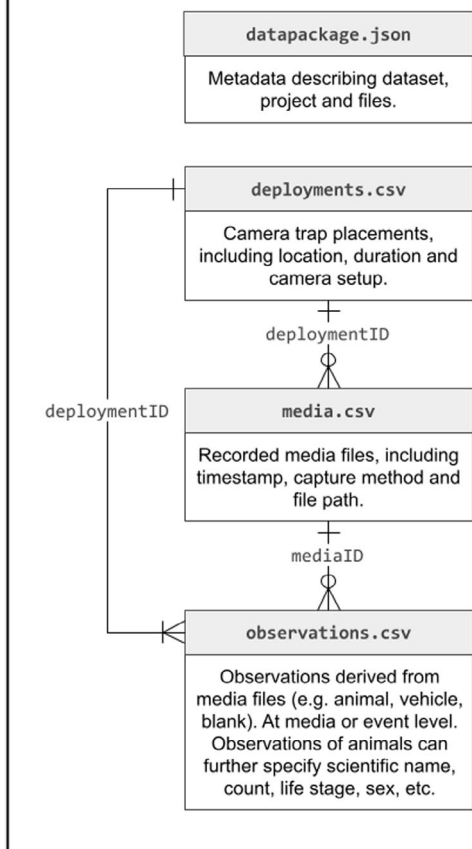 datapackage.json
Metadata describing dataset,
project and files.
deployments.csv
Camera trap placements,
including location, duration and
camera setup.
deploymentID
deploymentID
media.csv
Recorded media files, including
timestamp, capture method and
file path.
mediaID
observations.csv
Observations derived from
media files (e.g. animal, vehicle,
blank). At media or event level.
Observations of animals can
further specify scientific name,
count, life stage, sex, etc.